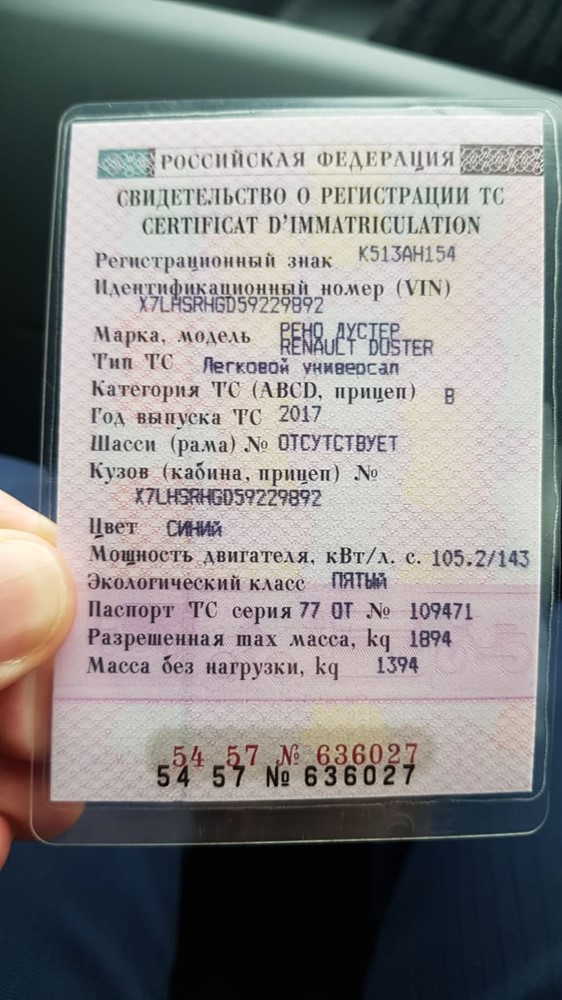 РОССИЙСКАЯ ФЕДЕРАЦИЯ
СВИДЕТЕЛЬСТВО О РЕГИСТРАЦИИ ТС
CERTIFICAT D'IMMATRICULATION
Регистрационный знак К513АН154
Идентификационный номер (VIN)
X7LHSRHGD59229892
Марка, модель РЕНО ДУСТЕР
RENAULT DUSTER
Тип ТС Легковой универсал
Категория ТС (ABCD, прицеп) B
Год выпуска ТС 2017
Шасси (рама) № ОТСУТСТВУЕТ
Кузов (кабина, прицеп) №
X7LHSRHGD59229892
Цвет СИНИЙ
Мощность двигателя, кВт/л. с. 105.2/143
Экологический класс ПЯТЫЙ
Паспорт ТС серия 77 ОТ № 109471
Разрешенная max масса, kg 1894
Масса без нагрузки, kg 1394
54 57 № 636027
54 57 № 636027